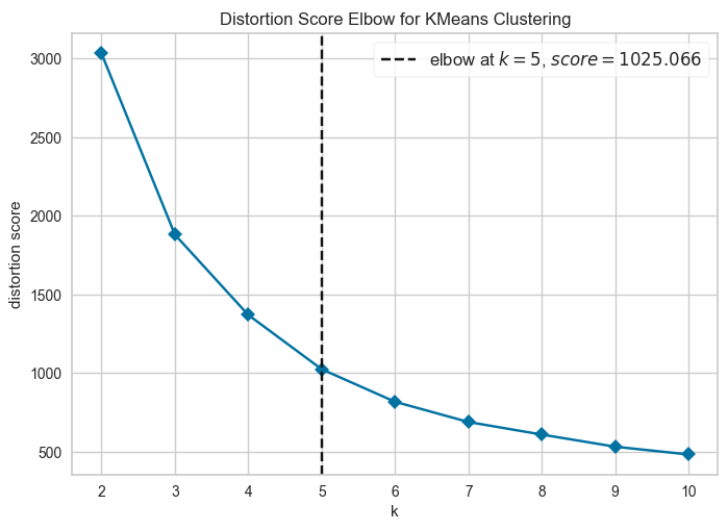 Distortion Score Elbow for KMeans Clustering
elbow at k = 5, score = 1025.066
distortion score
3000
2500
2000
1500
1000
500
2 3 4 5 6 7 8 9 10
k